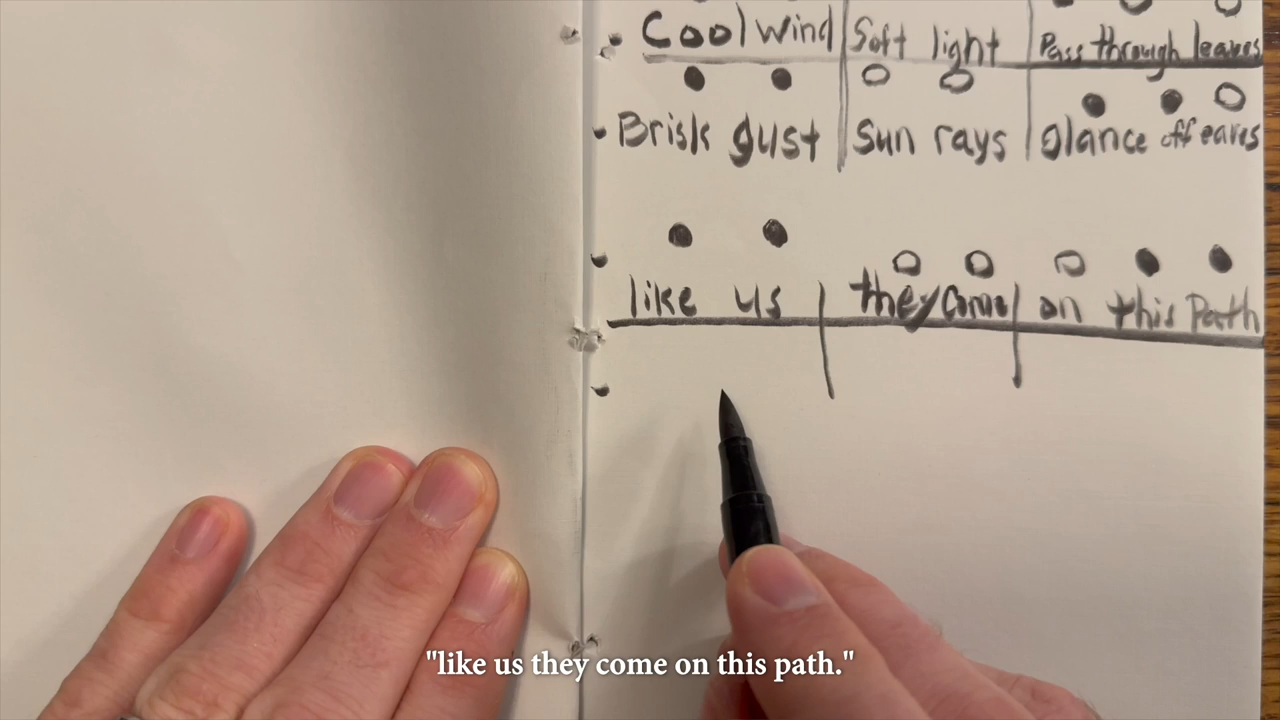 Cool wind Soft light Pass through leaves
Brisk gust Sun rays glance off eaves
like us they come on this path
"like us they come on this path."